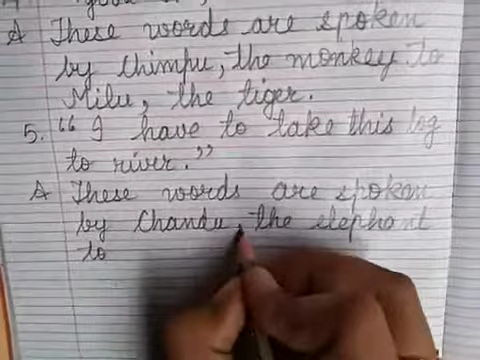 A These words are spoken
by Chimpu, the monkey to
Milu, the tiger.
5. "I have to take this log
to river."
A These words are spoken
by Chandu, the elephant
to